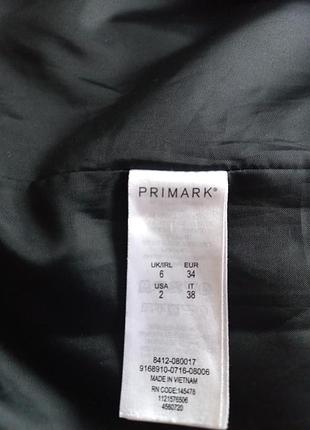 PRIMARK®
UK/IRL EUR
6 34
USA IT
2 38
8412-080017
9168910-0716-08006
MADE IN VIETNAM
RN CODE:145478
1121576506
4560720